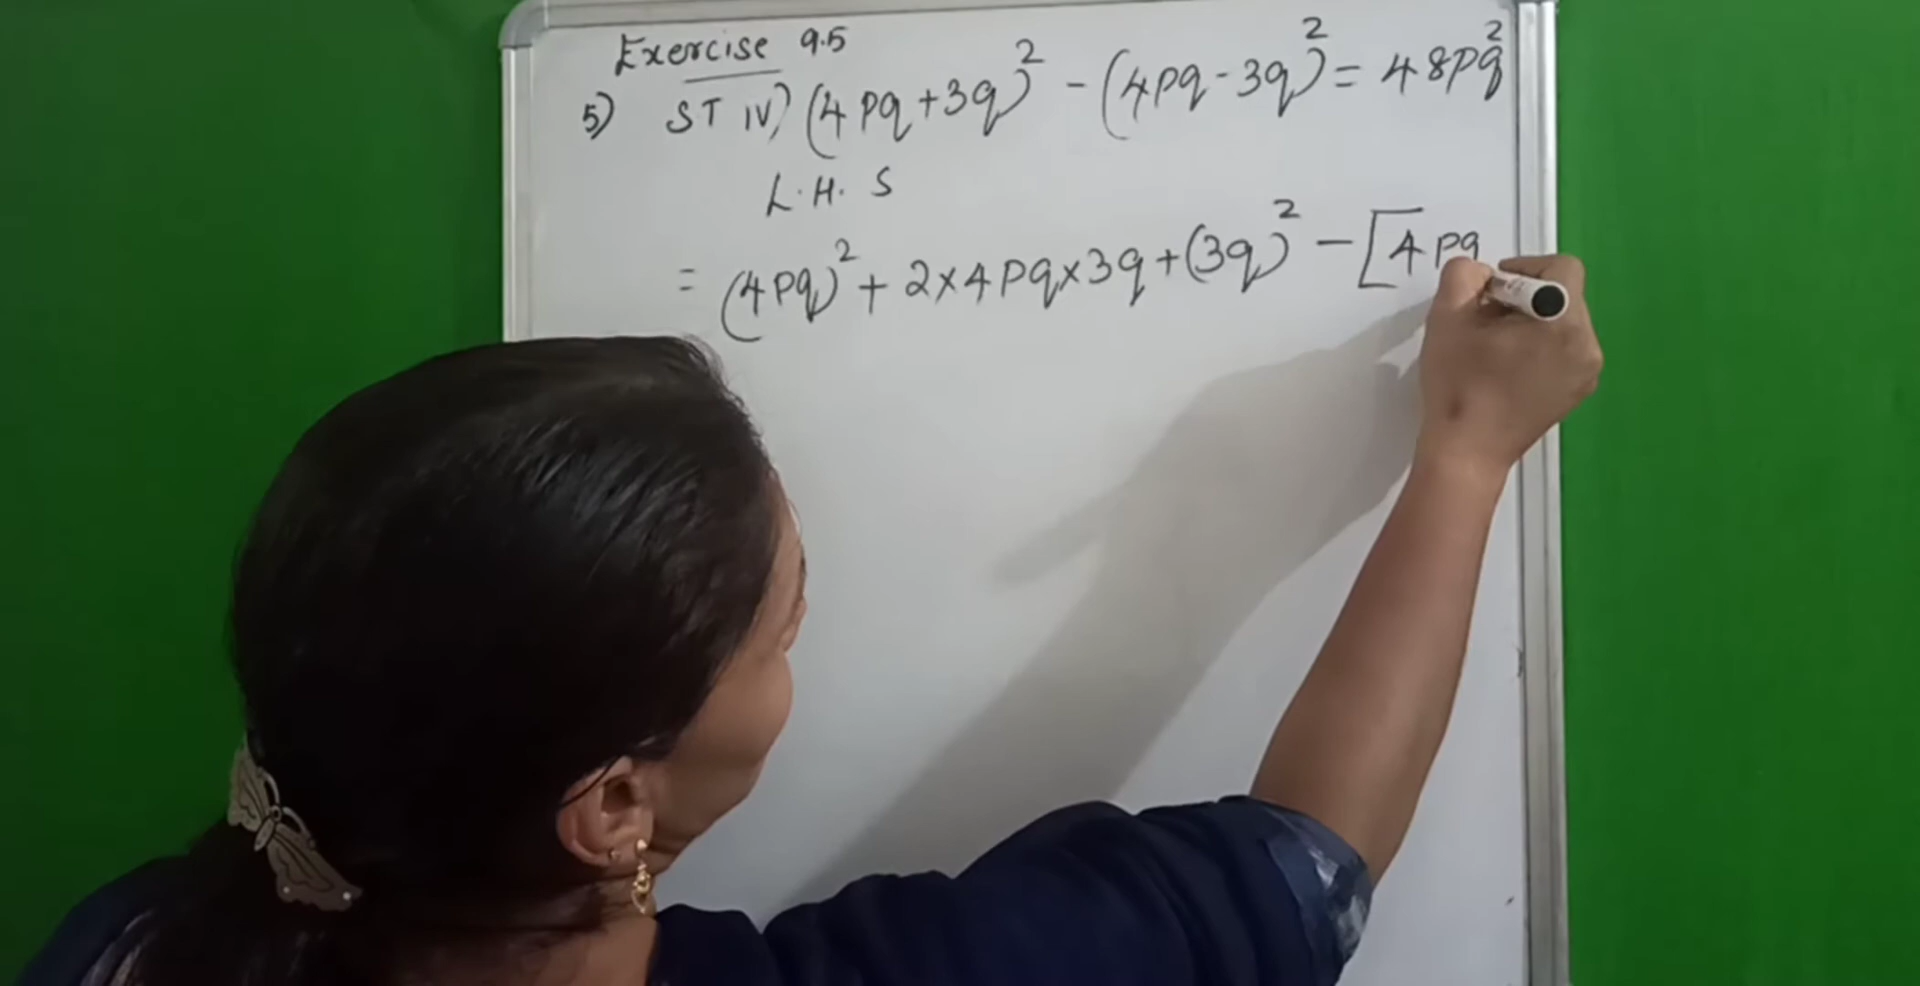 Exercise 9.5
5) ST IV) (4pq+3q)² - (4pq-3q)² = 48pq²
L.H.S
= (4pq)² + 2×4pq×3q+(3q)² - [4pq